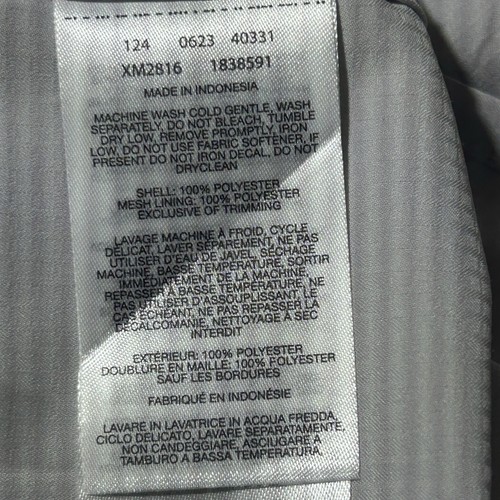 124 0623 40331
XM2816 1838591
MADE IN INDONESIA
MACHINE WASH COLD GENTLE, WASH
SEPARATELY, DO NOT BLEACH, TUMBLE
DRY LOW, REMOVE PROMPTLY, IRON
LOW, DO NOT USE FABRIC SOFTENER, IF
PRESENT DO NOT IRON DECAL, DO NOT
DRYCLEAN
SHELL: 100% POLYESTER
MESH LINING: 100% POLYESTER
EXCLUSIVE OF TRIMMING
LAVAGE MACHINE À FROID, CYCLE
DÉLICAT, LAVER SÉPARÉMENT, NE PAS
UTILISER D'EAU DE JAVEL, SÉCHAGE
MACHINE, BASSE TEMPÉRATURE, SORTIR
IMMÉDIATEMENT DE LA MACHINE,
REPASSER À BASSE TEMPÉRATURE, NE
PAS UTILISER D'ASSOUPLISSANT, LE
CAS ÉCHÉANT, NE PAS REPASSER LA
DÉCALCOMANIE, NETTOYAGE À SEC
INTERDIT
EXTÉRIEUR: 100% POLYESTER
DOUBLURE EN MAILLE: 100% POLYESTER
SAUF LES BORDURES
FABRIQUÉ EN INDONÉSIE
LAVARE IN LAVATRICE IN ACQUA FREDDA,
CICLO DELICATO, LAVARE SEPARATAMENTE,
NON CANDEGGIARE, ASCIUGARE A
TAMBURO A BASSA TEMPERATURA,